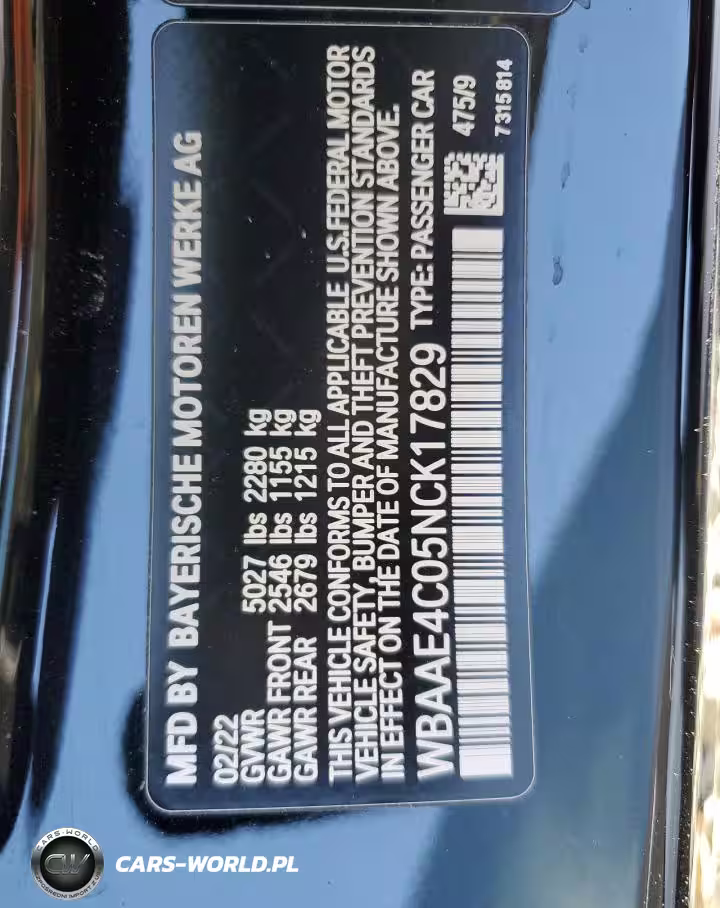 MFD BY BAYERISCHE MOTOREN WERKE AG
02/22
GVWR 5027 lbs 2280 kg
GAWR FRONT 2546 lbs 1155 kg
GAWR REAR 2679 lbs 1215 kg
THIS VEHICLE CONFORMS TO ALL APPLICABLE U.S. FEDERAL MOTOR
VEHICLE SAFETY, BUMPER AND THEFT PREVENTION STANDARDS
IN EFFECT ON THE DATE OF MANUFACTURE SHOWN ABOVE.
WBAAE4C05NCK17829 TYPE: PASSENGER CAR
475/9
7315814
CARS-WORLD
CW
CARS-WORLD.PL